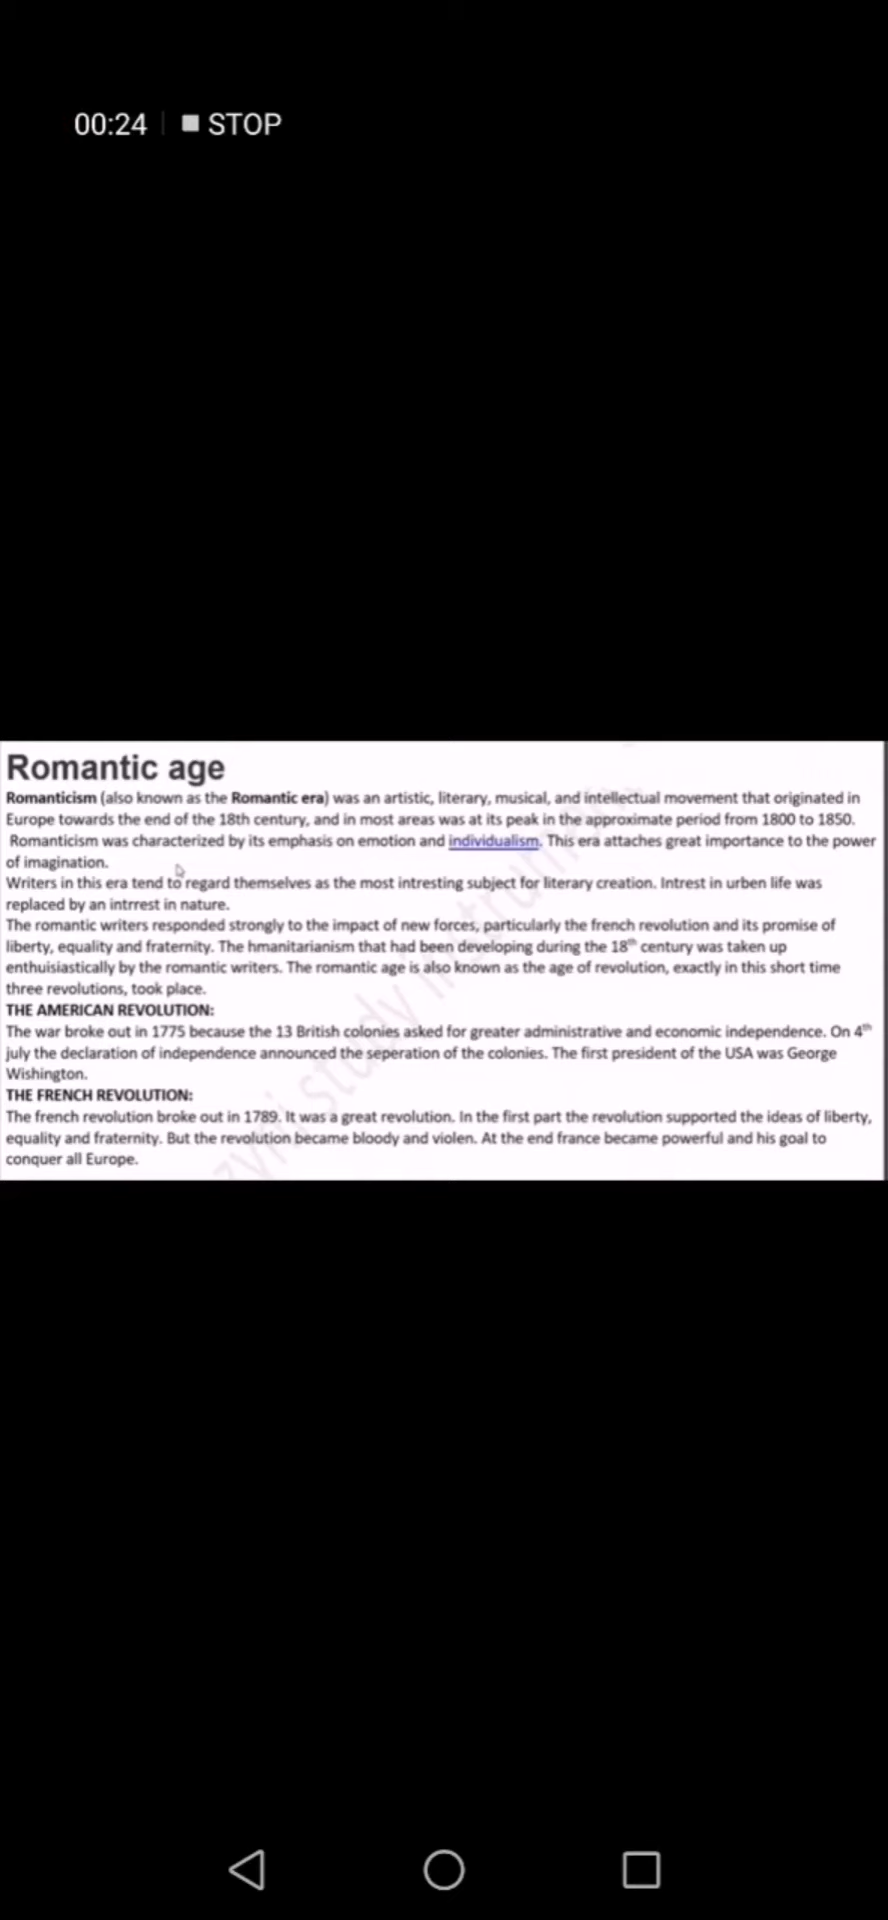 00:24 STOP
Romantic age
Romanticism (also known as the Romantic era) was an artistic, literary, musical, and intellectual movement that originated in
Europe towards the end of the 18th century, and in most areas was at its peak in the approximate period from 1800 to 1850.
Romanticism was characterized by its emphasis on emotion and individualism. This era attaches great importance to the power
of imagination.
Writers in this era tend to regard themselves as the most intresting subject for literary creation. Intrest in urben life was
replaced by an intrrest in nature.
The romantic writers responded strongly to the impact of new forces, particularly the french revolution and its promise of
liberty, equality and fraternity. The hmanitarianism that had been developing during the 18th century was taken up
enthuisiastically by the romantic writers. The romantic age is also known as the age of revolution, exactly in this short time
three revolutions, took place.
THE AMERICAN REVOLUTION:
The war broke out in 1775 because the 13 British colonies asked for greater administrative and economic independence. On 4th
july the declaration of independence announced the seperation of the colonies. The first president of the USA was George
Wishington.
THE FRENCH REVOLUTION:
The french revolution broke out in 1789. It was a great revolution. In the first part the revolution supported the ideas of liberty,
equality and fraternity. But the revolution became bloody and violen. At the end france became powerful and his goal to
conquer all Europe.
study